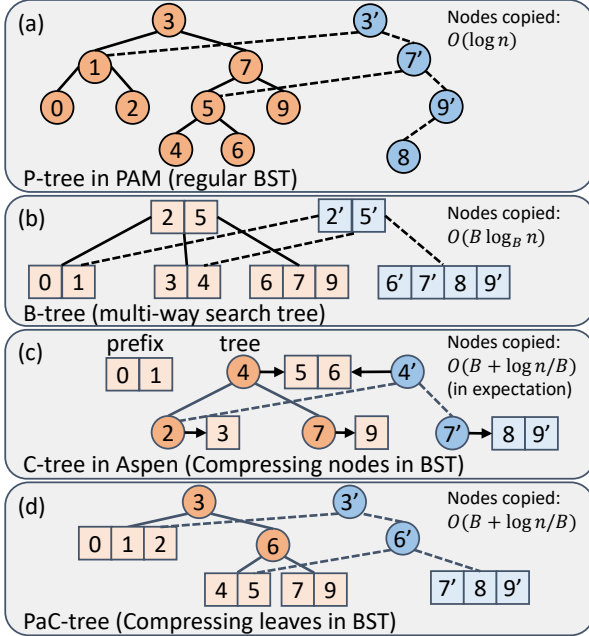 (a)
3
3'
Nodes copied:
O(log n)
1
7
7'
0
2
5
9
9'
4
6
8
P-tree in PAM (regular BST)
(b)
2 5
2' 5'
Nodes copied:
O(B log_B n)
0 1
3 4
6 7 9
6' 7' 8 9'
B-tree (multi-way search tree)
(c)
prefix
tree
Nodes copied:
O(B + log n/B)
(in expectation)
0 1
4
5 6
4'
2
3
7
9
7'
8 9'
C-tree in Aspen (Compressing nodes in BST)
(d)
3
3'
Nodes copied:
O(B + log n/B)
0 1 2
6
6'
4 5
7 9
7' 8 9'
PaC-tree (Compressing leaves in BST)